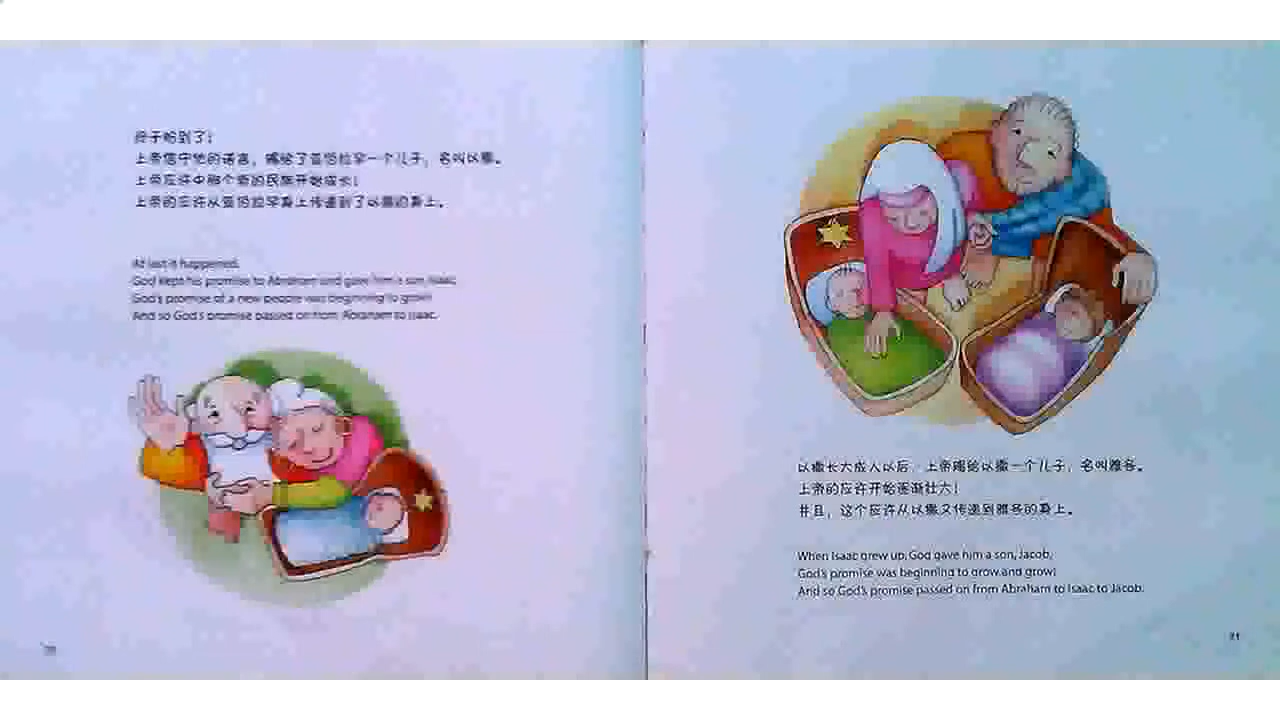 终于始到了！
上帝信守他的诺言，赐给了亚伯拉罕一个儿子，名叫以撒。
上帝应许中那个新的民族开始成长！
上帝的应许从亚伯拉罕身上传递到了以撒的身上。
At last it happened.
God kept his promise to Abraham and gave him a son, Isaac.
God's promise of a new people was beginning to grow!
And so God's promise passed on from Abraham to Isaac.
以撒长大成人以后，上帝赐给以撒一个儿子，名叫雅各。
上帝的应许开始逐渐壮大！
并且，这个应许从以撒又传递到雅各的身上。
When Isaac grew up, God gave him a son, Jacob.
God's promise was beginning to grow and grow!
And so God's promise passed on from Abraham to Isaac to Jacob.